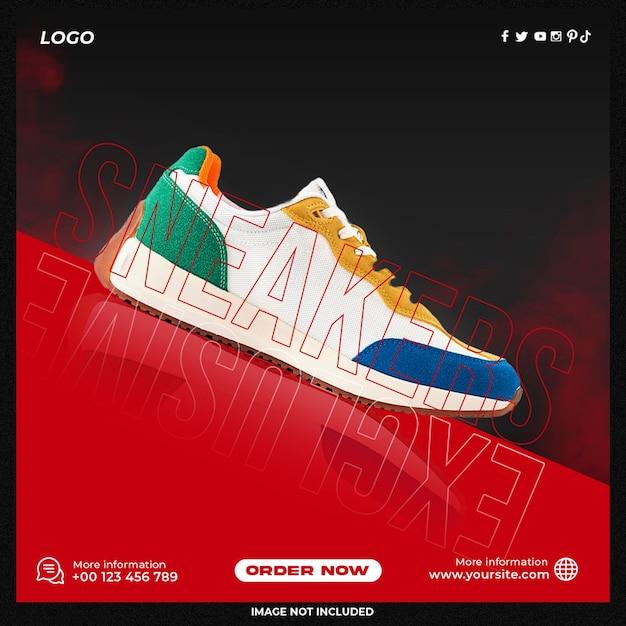 LOGO
SNEAKERS
EXCLUSIVE
More information
+00 123 456 789
ORDER NOW
More information
www.yoursite.com
IMAGE NOT INCLUDED